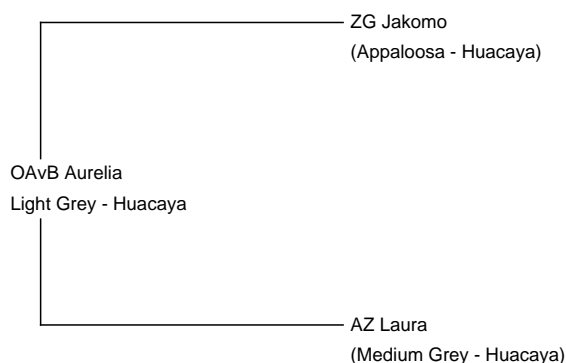 ZG Jakomo
(Appaloosa - Huacaya)
OAvB Aurelia
Light Grey - Huacaya
AZ Laura
(Medium Grey - Huacaya)